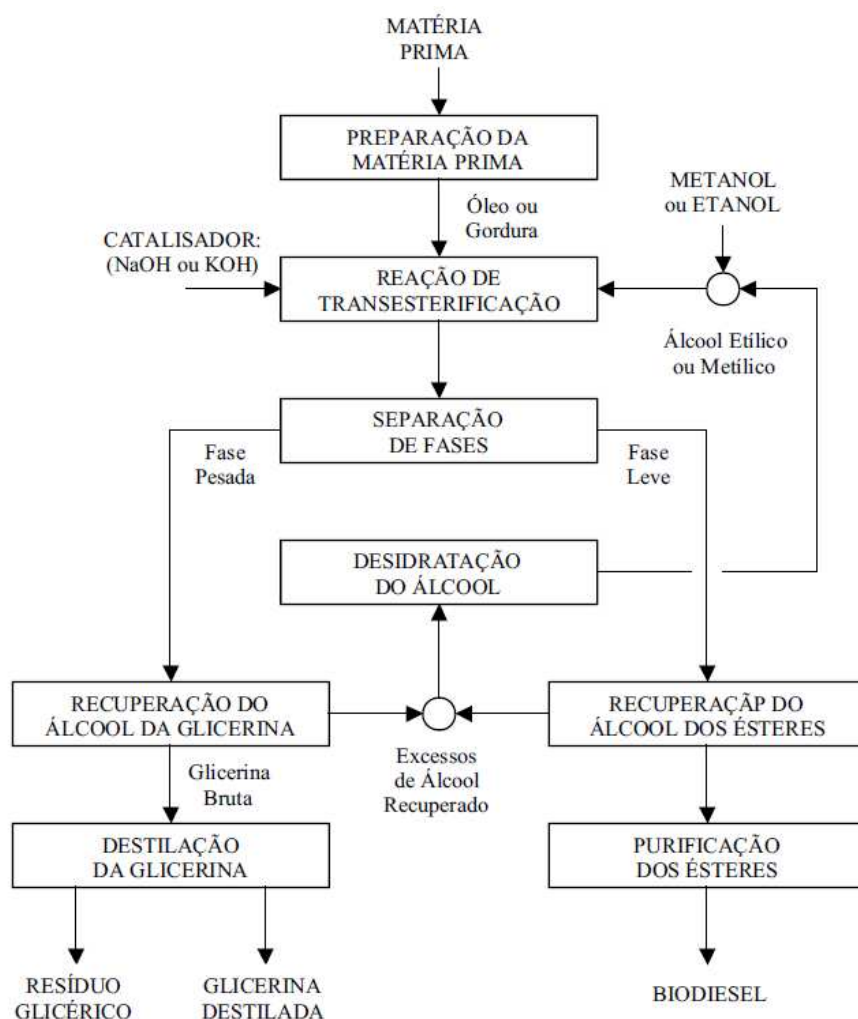 MATÉRIA
PRIMA
PREPARAÇÃO DA
MATÉRIA PRIMA
METANOL
ou ETANOL
Óleo ou
Gordura
CATALISADOR:
(NaOH ou KOH)
REAÇÃO DE
TRANSESTERIFICAÇÃO
Álcool Etílico
ou Metílico
SEPARAÇÃO
DE FASES
Fase
Pesada
Fase
Leve
DESIDRATAÇÃO
DO ÁLCOOL
RECUPERAÇÃO DO
ÁLCOOL DA GLICERINA
RECUPERAÇÃP DO
ÁLCOOL DOS ÉSTERES
Excessos
de Álcool
Recuperado
Glicerina
Bruta
DESTILAÇÃO
DA GLICERINA
PURIFICAÇÃO
DOS ÉSTERES
RESÍDUO
GLICÉRICO
GLICERINA
DESTILADA
BIODIESEL